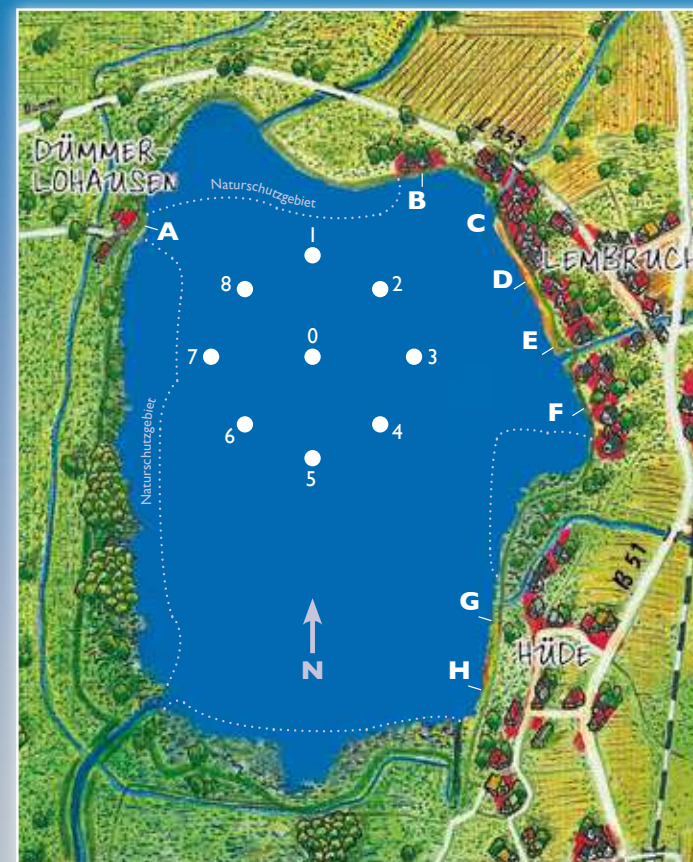 L 853
DÜMMER-
LOHAUSEN
Naturschutzgebiet
B
A
C
1
LEMBRUCH
D
8
2
0
E
7
3
Naturschutzgebiet
F
6
4
5
B 51
G
N
HÜDE
H